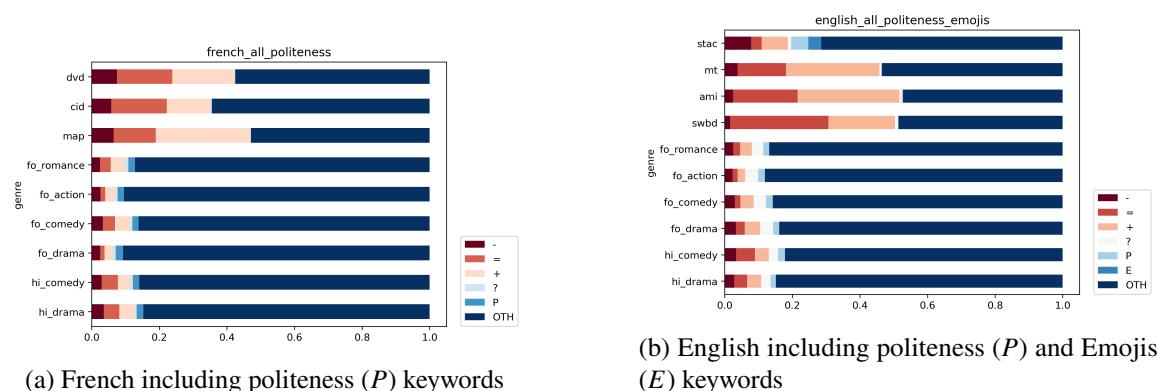 french_all_politeness
genre
dvd
cid
map
fo_romance
fo_action
fo_comedy
fo_drama
hi_comedy
hi_drama
0.0 0.2 0.4 0.6 0.8 1.0
-
=
+
?
P
OTH
(a) French including politeness (P) keywords
english_all_politeness_emojis
genre
stac
mt
ami
swbd
fo_romance
fo_action
fo_comedy
fo_drama
hi_comedy
hi_drama
0.0 0.2 0.4 0.6 0.8 1.0
-
=
+
?
P
E
OTH
(b) English including politeness (P) and Emojis
(E) keywords